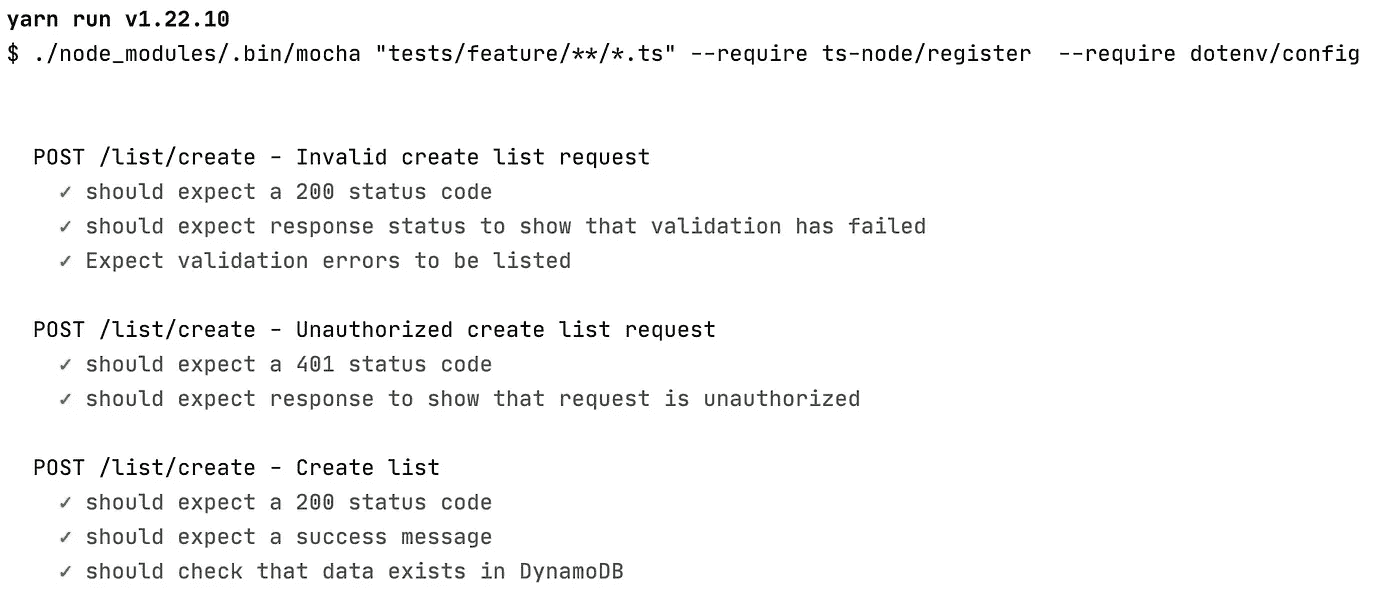 yarn run v1.22.10
$ ./node_modules/.bin/mocha "tests/feature/**/*.ts" --require ts-node/register  --require dotenv/config
POST /list/create - Invalid create list request
✓ should expect a 200 status code
✓ should expect response status to show that validation has failed
✓ Expect validation errors to be listed
POST /list/create - Unauthorized create list request
✓ should expect a 401 status code
✓ should expect response to show that request is unauthorized
POST /list/create - Create list
✓ should expect a 200 status code
✓ should expect a success message
✓ should check that data exists in DynamoDB